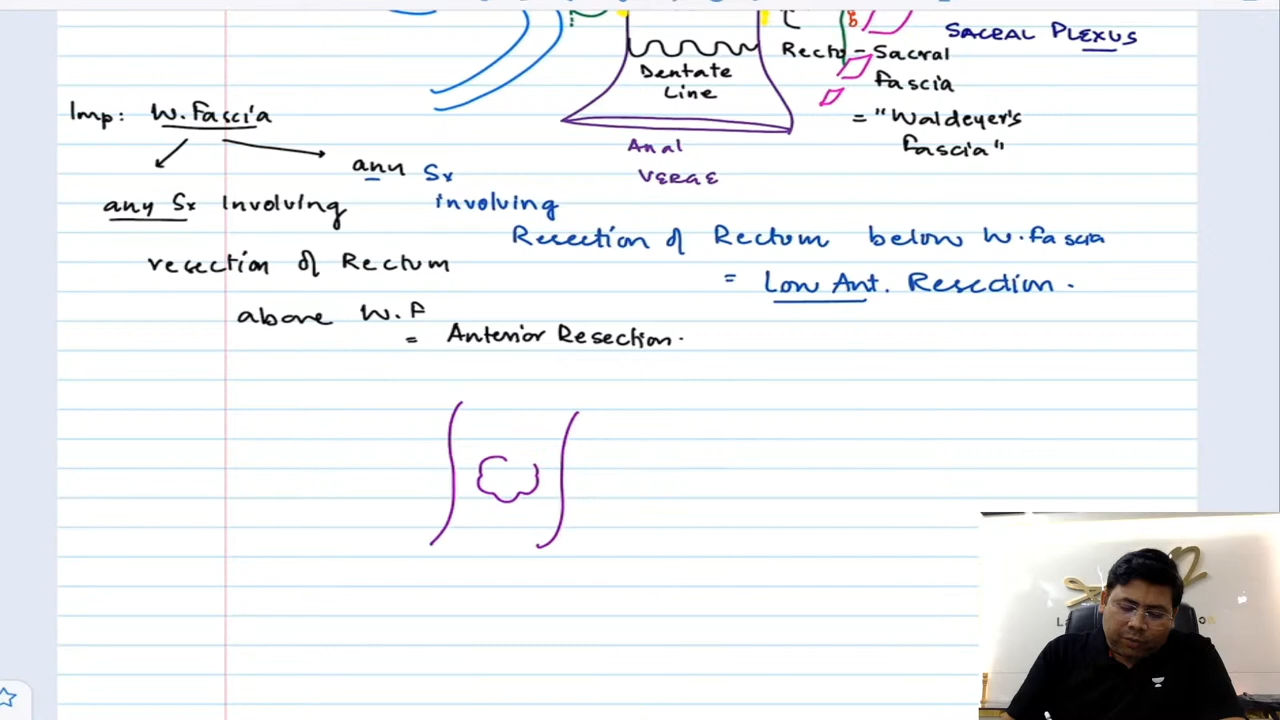 SACRAL PLEXUS
Recto-Sacral
fascia
= "Waldeyer's
fascia"
Dentate
Line
Anal
VERGE
Imp: W. Fascia
any Sx Involving
resection of Rectum
above W.F
= Anterior Resection.
any Sx
involving
Resection of Rectum below W. fascia
= Low Ant. Resection.